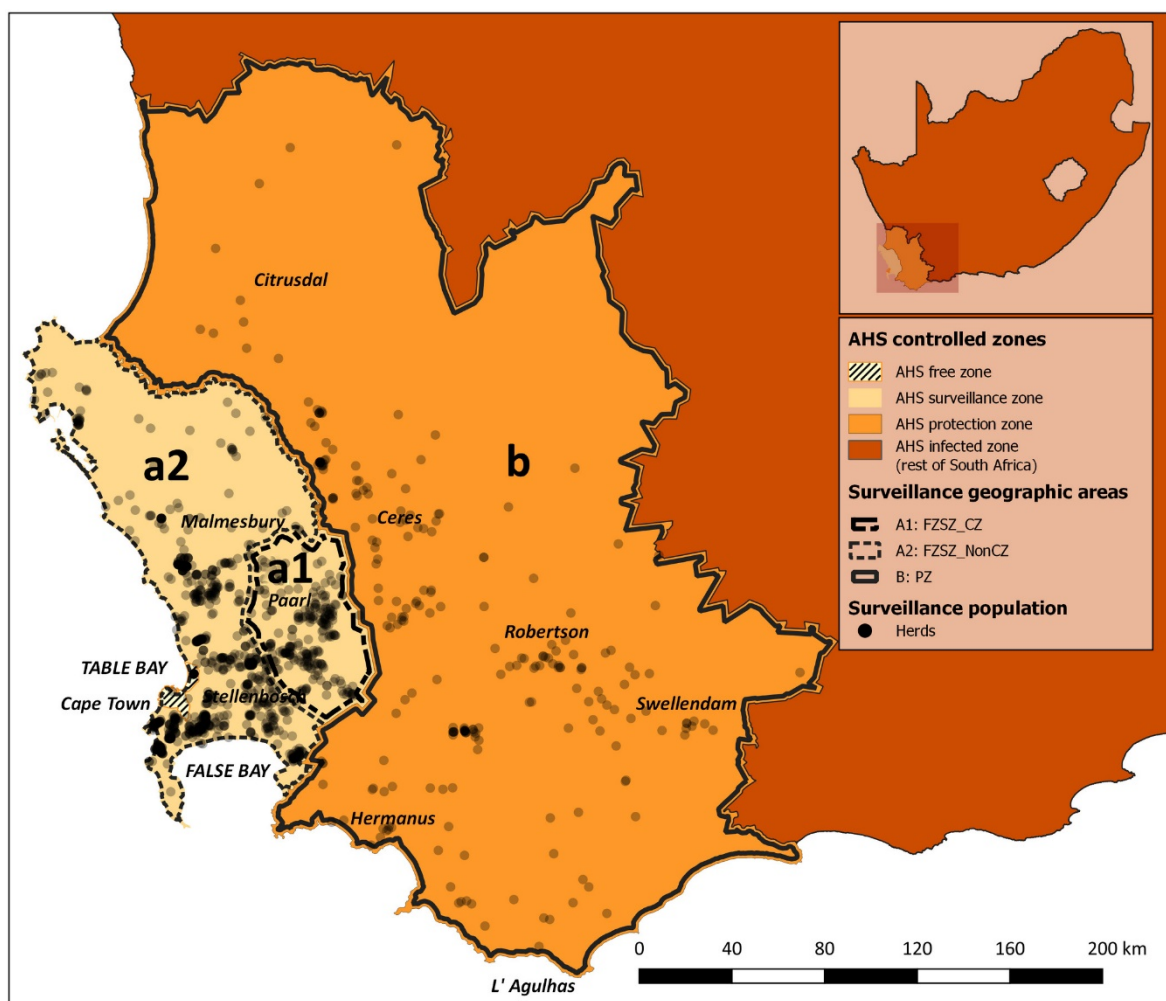 Citrusdal
a2
b
Malmesbury
Ceres
a1
Paarl
Robertson
TABLE BAY
Cape Town
Stellenbosch
Swellendam
FALSE BAY
Hermanus
L' Agulhas
AHS controlled zones
AHS free zone
AHS surveillance zone
AHS protection zone
AHS infected zone
(rest of South Africa)
Surveillance geographic areas
A1: FZSZ_CZ
A2: FZSZ_NonCZ
B: PZ
Surveillance population
Herds
0 40 80 120 160 200 km